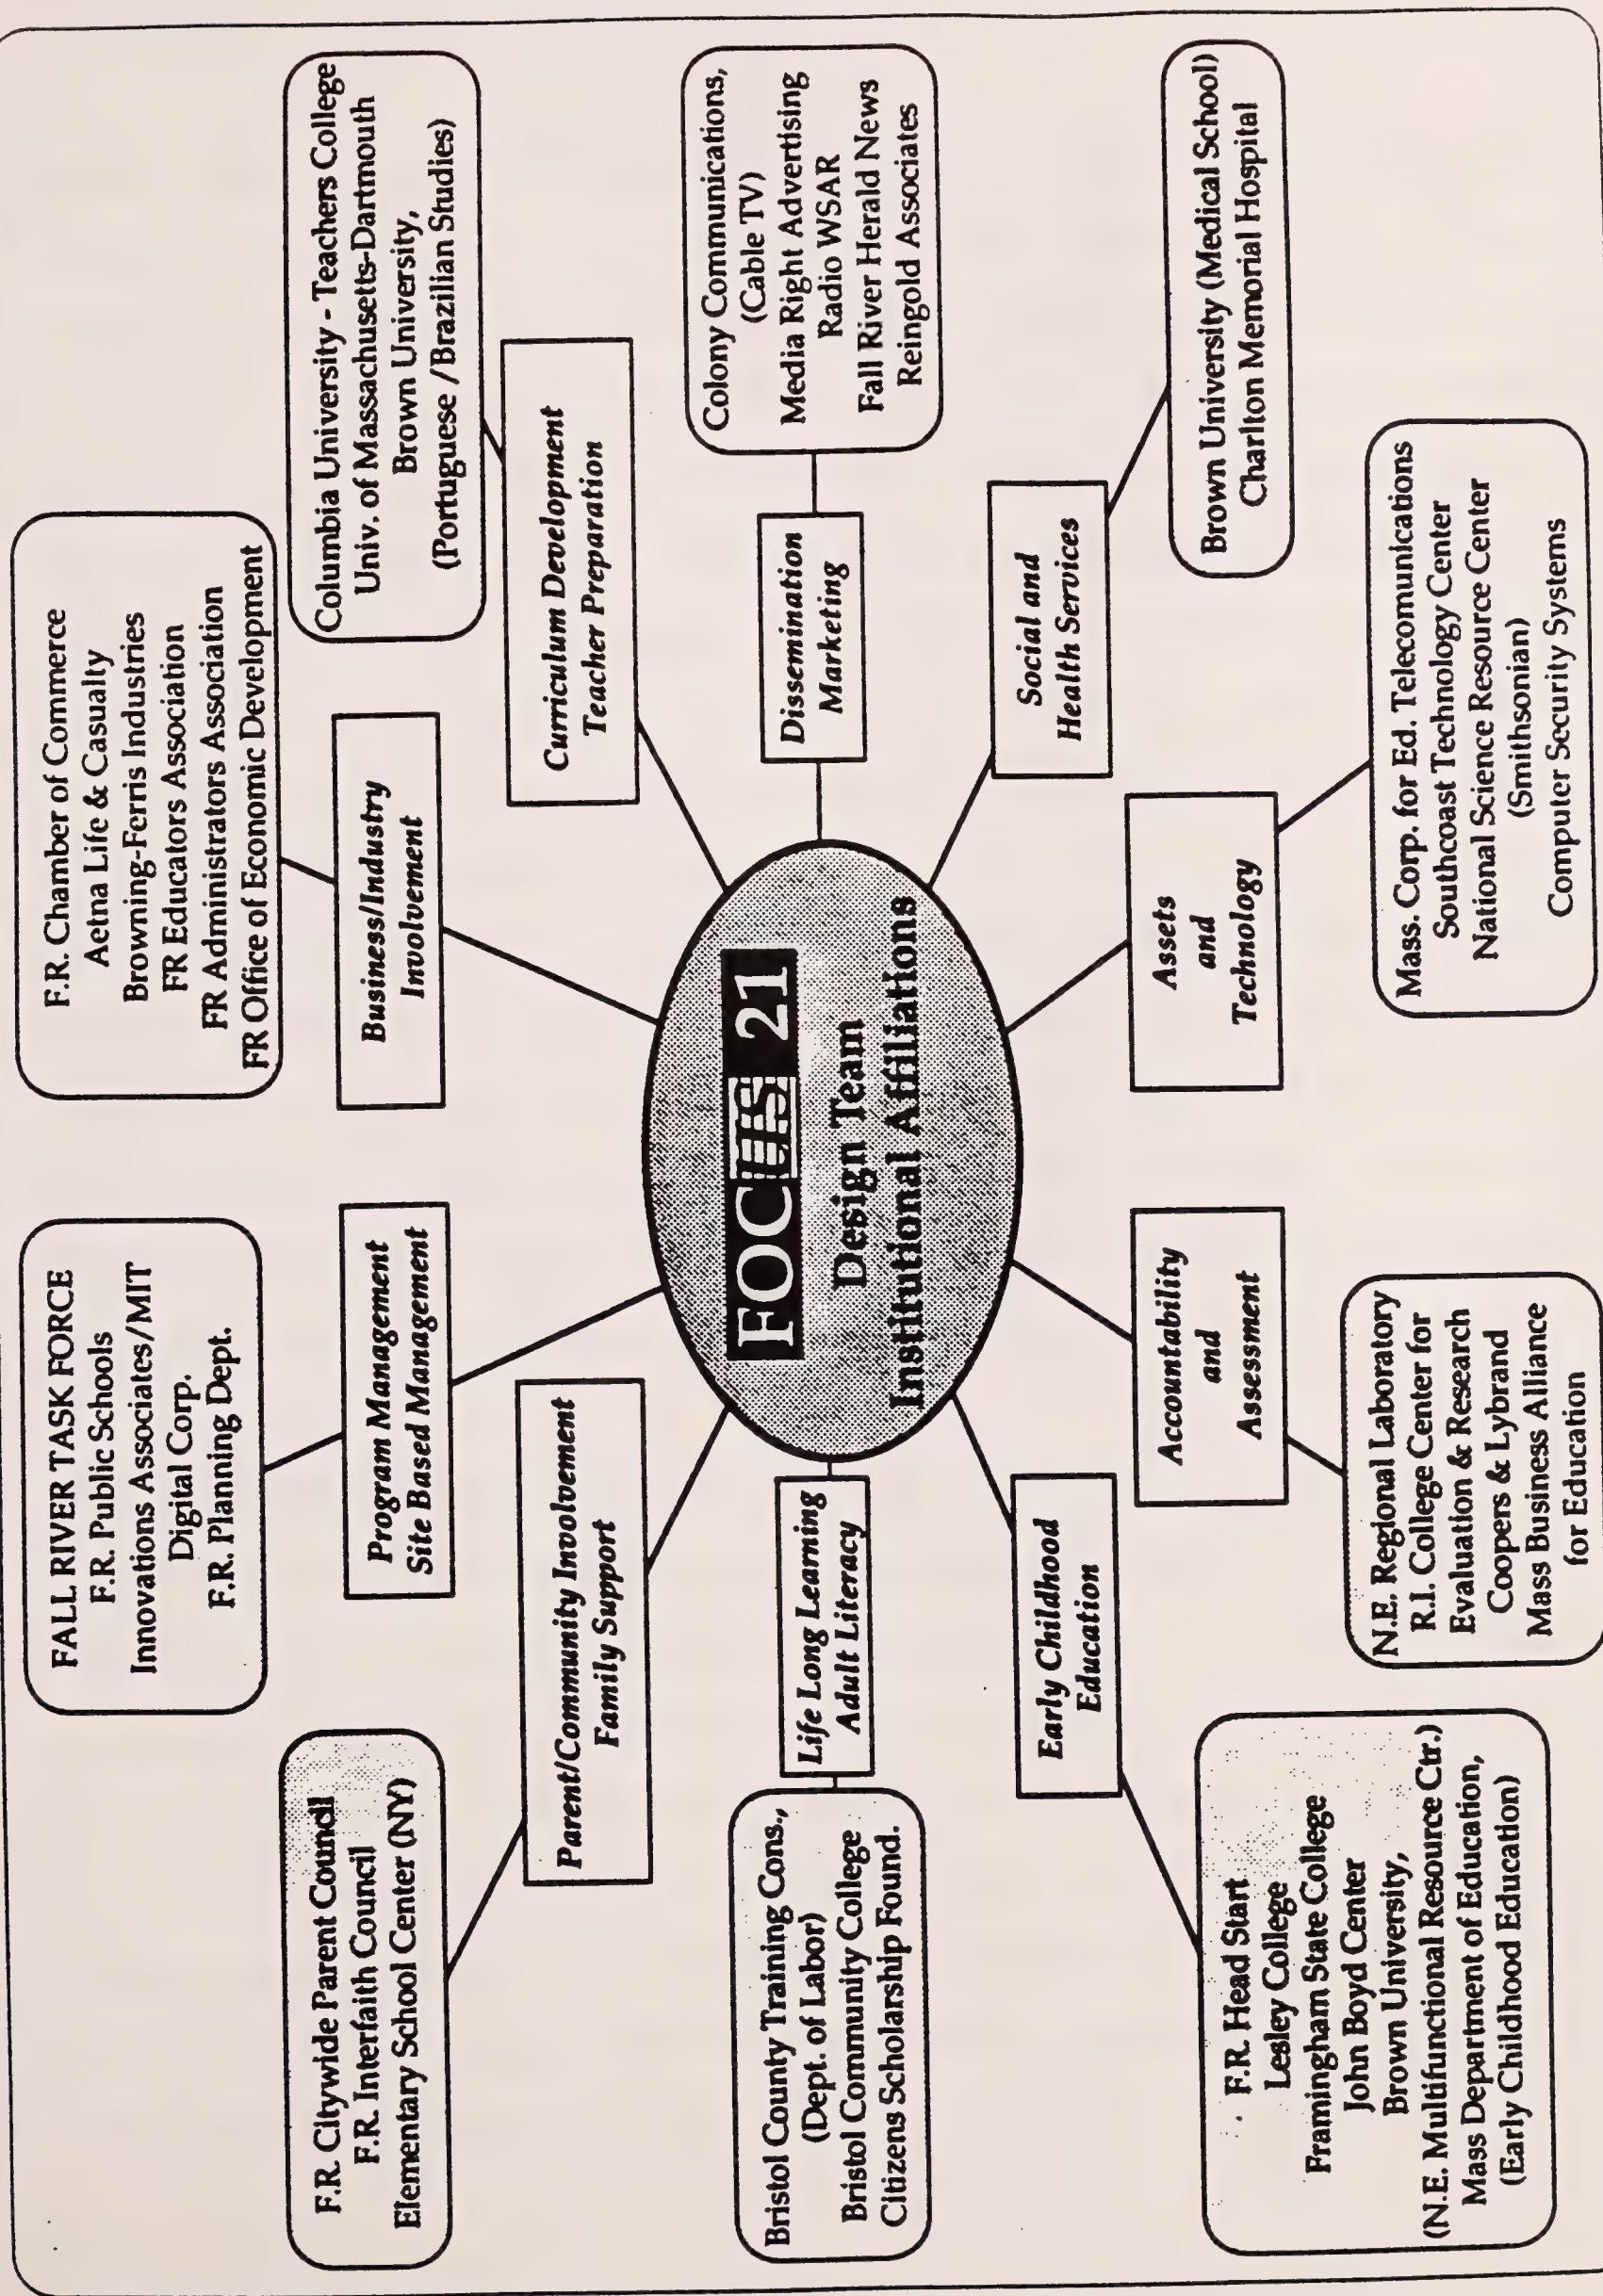 FALL RIVER TASK FORCE
F.R. Public Schools
Innovations Associates/MIT
Digital Corp.
F.R. Planning Dept.
F.R. Chamber of Commerce
Aetna Life & Casualty
Browning-Ferris Industries
FR Educators Association
FR Administrators Association
FR Office of Economic Development
F.R. Citywide Parent Council
F.R. Interfaith Council
Elementary School Center (NY)
Program Management
Site Based Management
Business/Industry
Involvement
Columbia University - Teachers College
Univ. of Massachusetts-Dartmouth
Brown University,
(Portuguese /Brazilian Studies)
Parent/Community Involvement
Family Support
Curriculum Development
Teacher Preparation
FOCUS 21
Design Team
Institutional Affiliations
Bristol County Training Cons.,
(Dept. of Labor)
Bristol Community College
Citizens Scholarship Found.
Life Long Learning
Adult Literacy
Dissemination
Marketing
Colony Communications,
(Cable TV)
Media Right Advertising
Radio WSAR
Fall River Herald News
Reingold Associates
Early Childhood
Education
Social and
Health Services
Accountability
and
Assessment
Assets
and
Technology
F.R. Head Start
Lesley College
Framingham State College
John Boyd Center
Brown University,
(N.E. Multifunctional Resource Ctr.)
Mass Department of Education,
(Early Childhood Education)
N.E. Regional Laboratory
R.I. College Center for
Evaluation & Research
Coopers & Lybrand
Mass Business Alliance
for Education
Mass. Corp. for Ed. Telecomunications
Southcoast Technology Center
National Science Resource Center
(Smithsonian)
Computer Security Systems
Brown University (Medical School)
Charlton Memorial Hospital